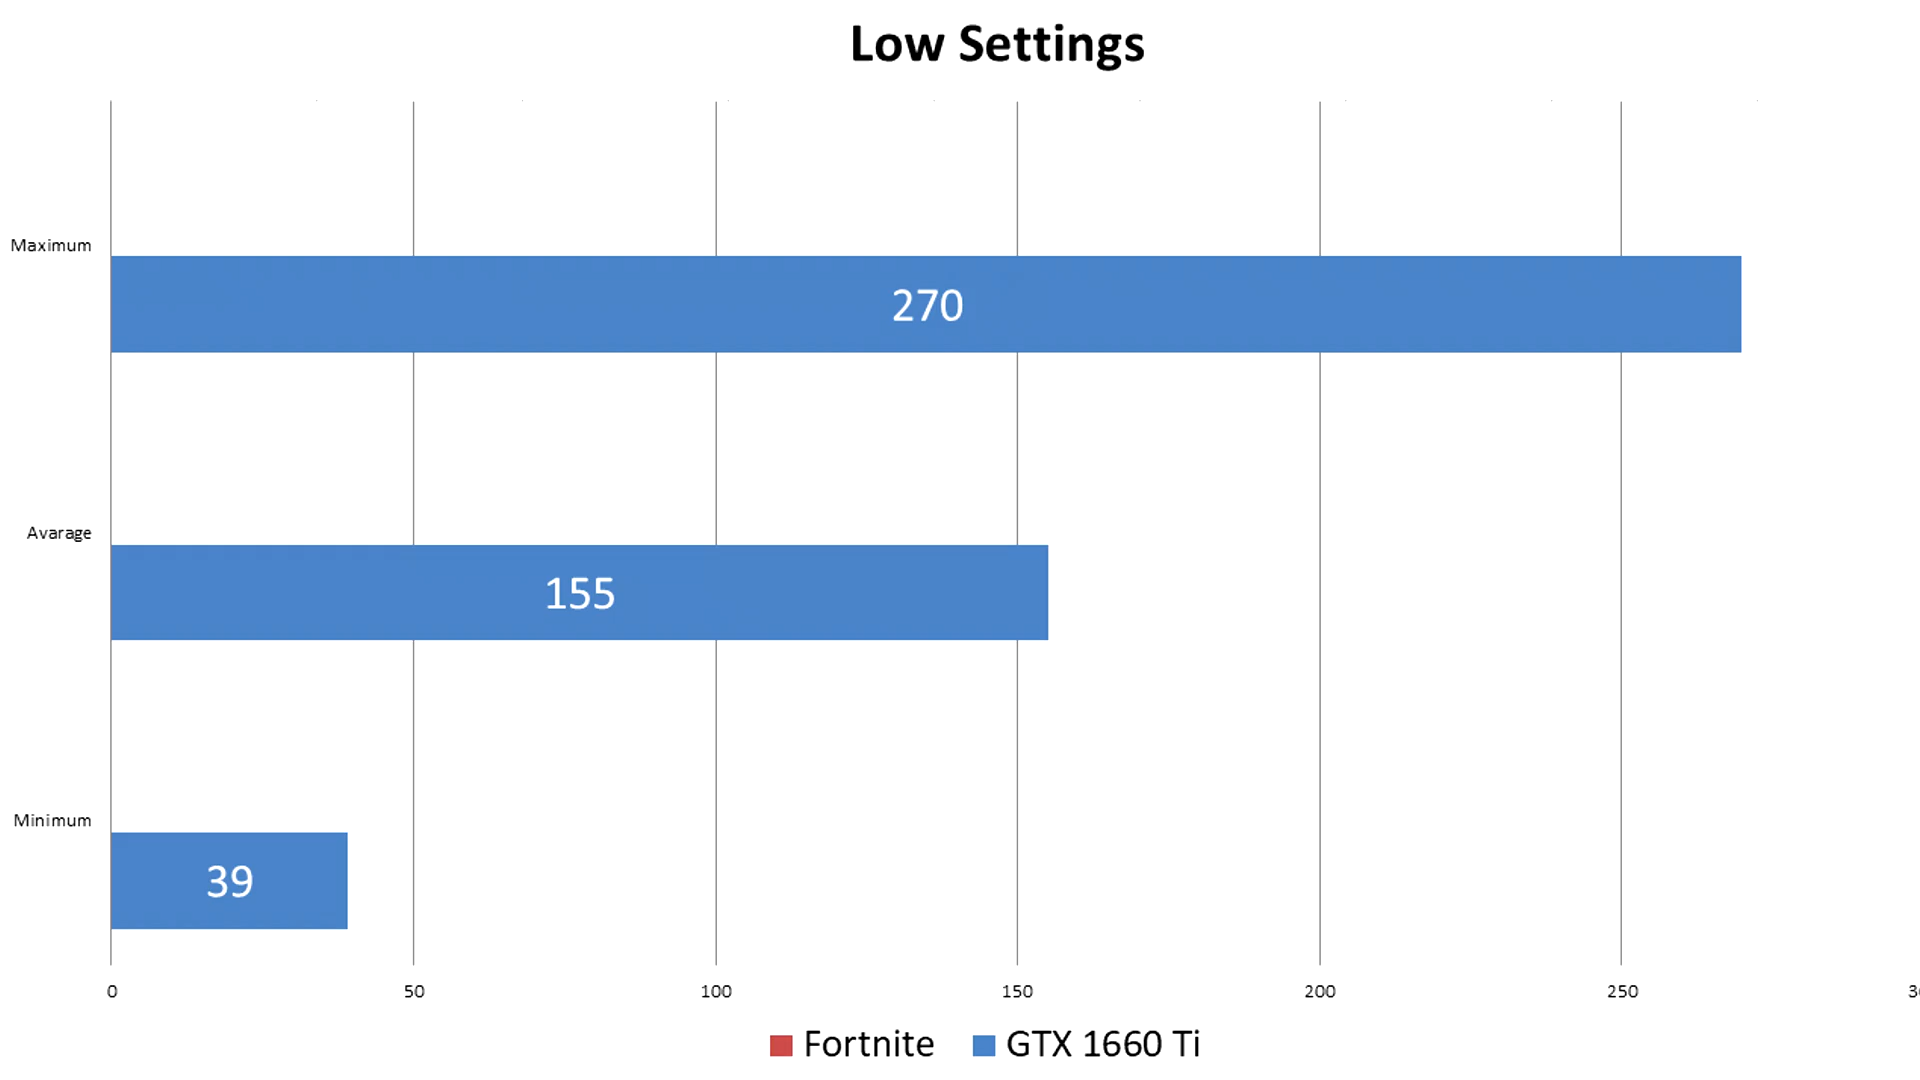 Low Settings
Maximum
270
Avarage
155
Minimum
39
0 50 100 150 200 250
Fortnite GTX 1660 Ti